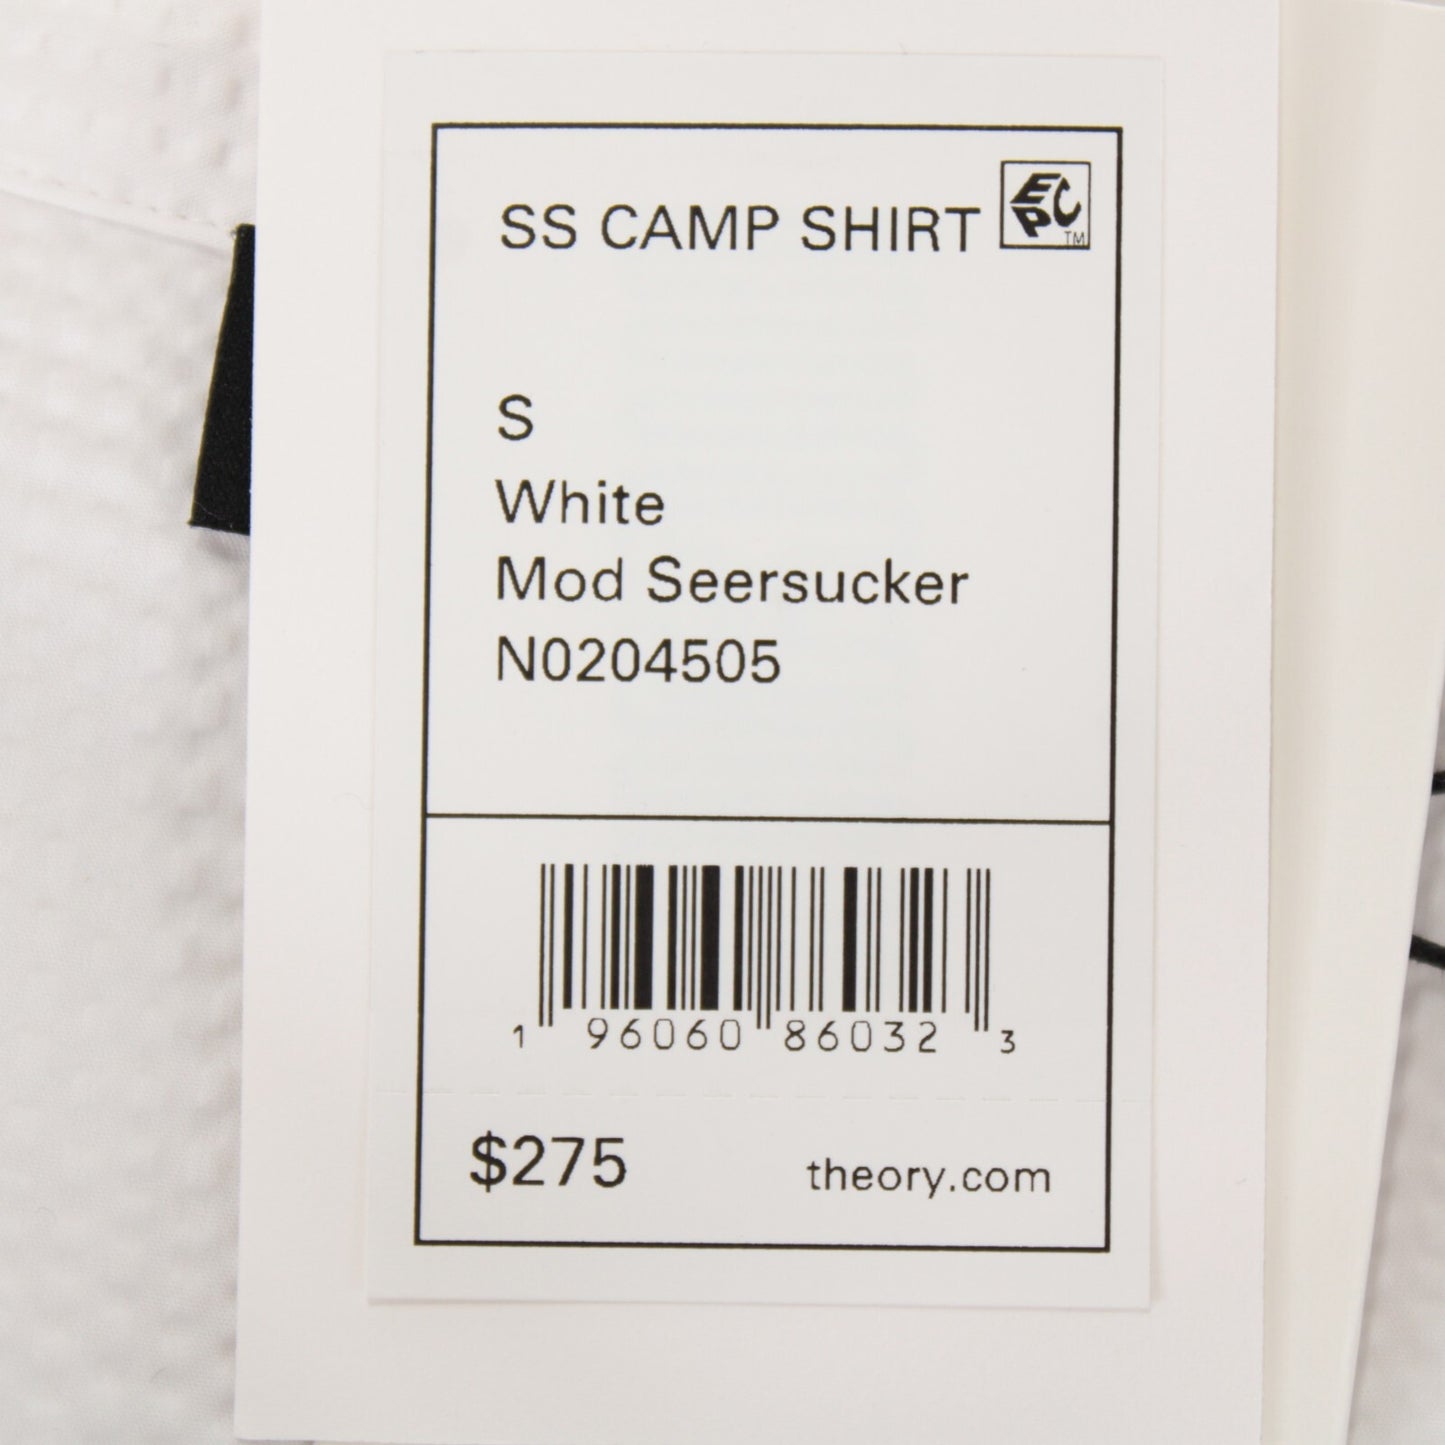 SS CAMP SHIRT
EPC
TM
S
White
Mod Seersucker
N0204505
1 96060 86032 3
$275 theory.com